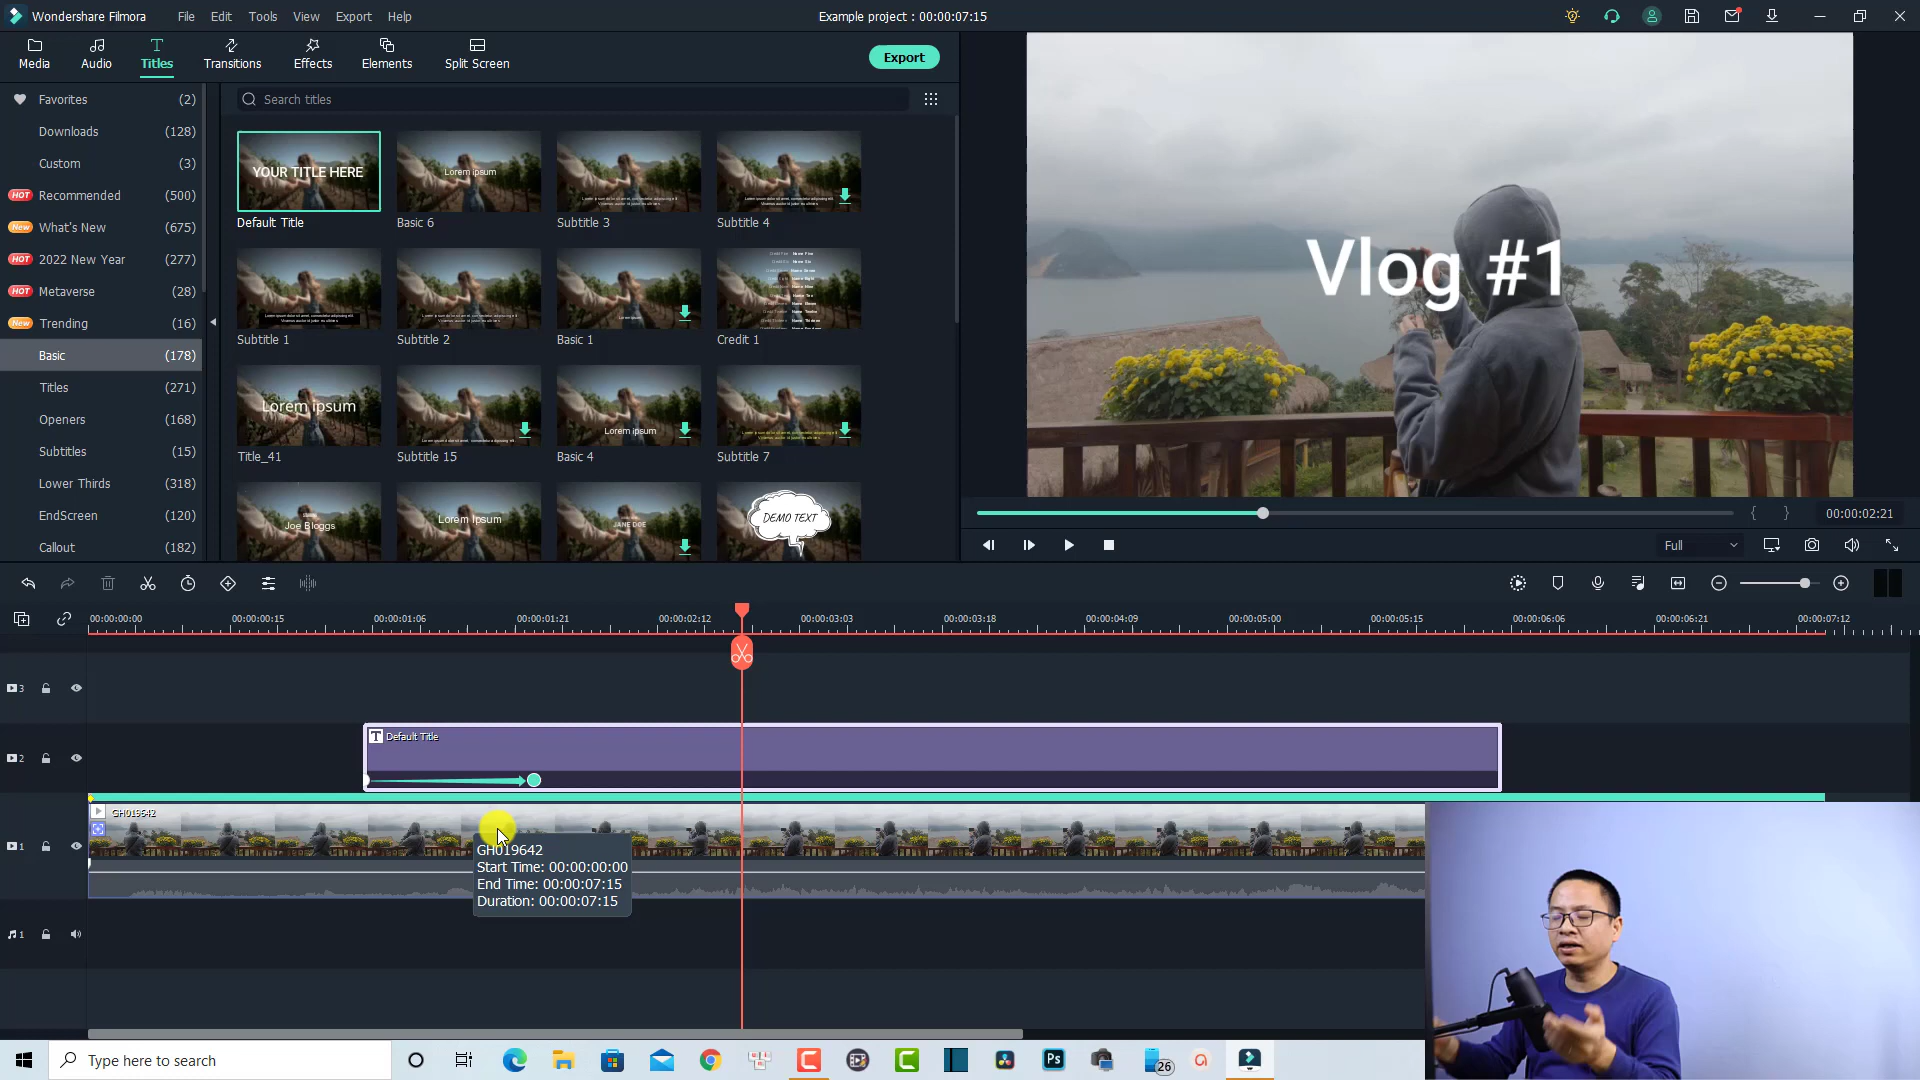 Wondershare Filmora
File
Edit
Tools
View
Export
Help
Example project : 00:00:07:15
Media
Audio
Titles
Transitions
Effects
Elements
Split Screen
Export
Favorites (2)
Downloads (128)
Custom (3)
HOT Recommended (500)
New What's New (675)
HOT 2022 New Year (277)
HOT Metaverse (28)
New Trending (16)
Basic (178)
Titles (271)
Openers (168)
Subtitles (15)
Lower Thirds (318)
EndScreen (120)
Callout (182)
Search titles
YOUR TITLE HERE
Lorem ipsum
Default Title
Basic 6
Subtitle 3
Subtitle 4
Subtitle 1
Subtitle 2
Basic 1
Credit 1
Lorem ipsum
Lorem ipsum
Title_41
Subtitle 15
Basic 4
Subtitle 7
Joe Bloggs
Lorem Ipsum
JANE DOE
DEMO TEXT
Vlog #1
00:00:02:21
Full
00:00:00:00
00:00:00:15
00:00:01:06
00:00:01:21
00:00:02:12
00:00:03:03
00:00:03:18
00:00:04:09
00:00:05:00
00:00:05:15
00:00:06:06
00:00:06:21
00:00:07:12
3
2
T Default Title
1
GH019642
GH019642
Start Time: 00:00:00:00
End Time: 00:00:07:15
Duration: 00:00:07:15
1
Type here to search
Ps
26